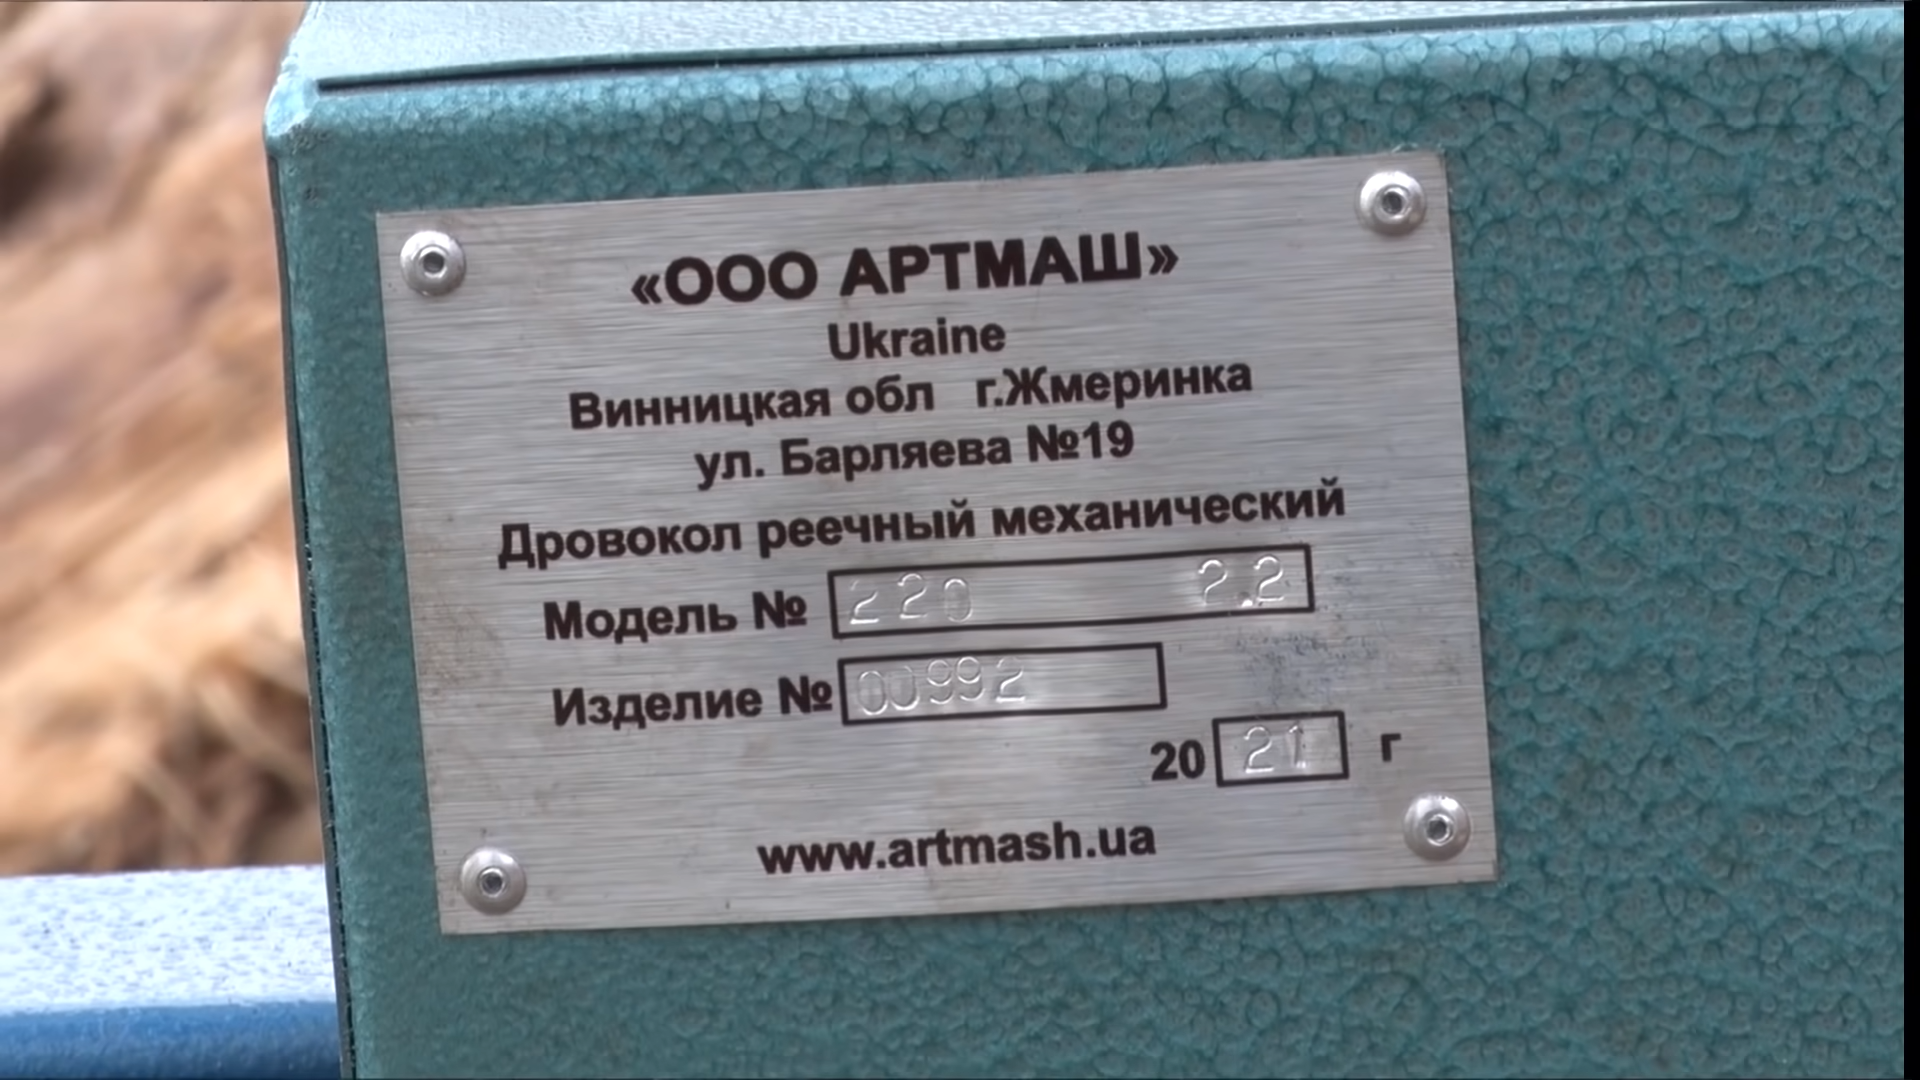 «ООО АРТМАШ»
Ukraine
Винницкая обл г.Жмеринка
ул. Барляева №19
Дровокол реечный механический
Модель № 220 2.2
Изделие № 00992
20 21 г
www.artmash.ua